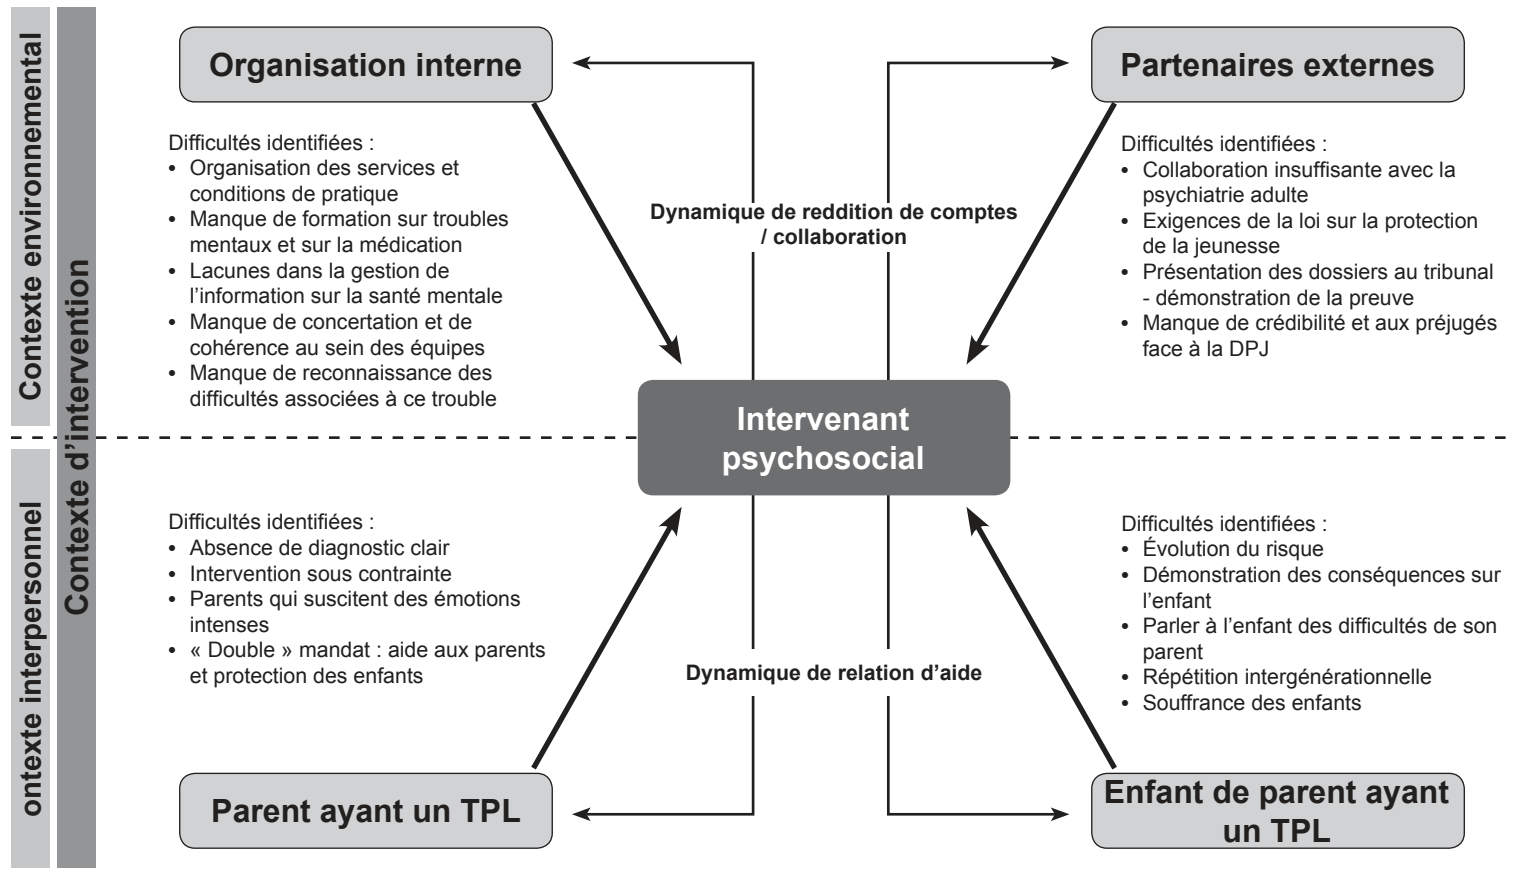 Contexte environnemental
Contexte d'intervention
ontexte interpersonnel
Organisation interne
Difficultés identifiées :
• Organisation des services et
conditions de pratique
• Manque de formation sur troubles
mentaux et sur la médication
• Lacunes dans la gestion de
l'information sur la santé mentale
• Manque de concertation et de
cohérence au sein des équipes
• Manque de reconnaissance des
difficultés associées à ce trouble
Dynamique de reddition de comptes
/ collaboration
Partenaires externes
Difficultés identifiées :
• Collaboration insuffisante avec la
psychiatrie adulte
• Exigences de la loi sur la protection
de la jeunesse
• Présentation des dossiers au tribunal
- démonstration de la preuve
• Manque de crédibilité et aux préjugés
face à la DPJ
Intervenant
psychosocial
Difficultés identifiées :
• Absence de diagnostic clair
• Intervention sous contrainte
• Parents qui suscitent des émotions
intenses
• « Double » mandat : aide aux parents
et protection des enfants
Parent ayant un TPL
Dynamique de relation d'aide
Difficultés identifiées :
• Évolution du risque
• Démonstration des conséquences sur
l'enfant
• Parler à l'enfant des difficultés de son
parent
• Répétition intergénérationnelle
• Souffrance des enfants
Enfant de parent ayant
un TPL